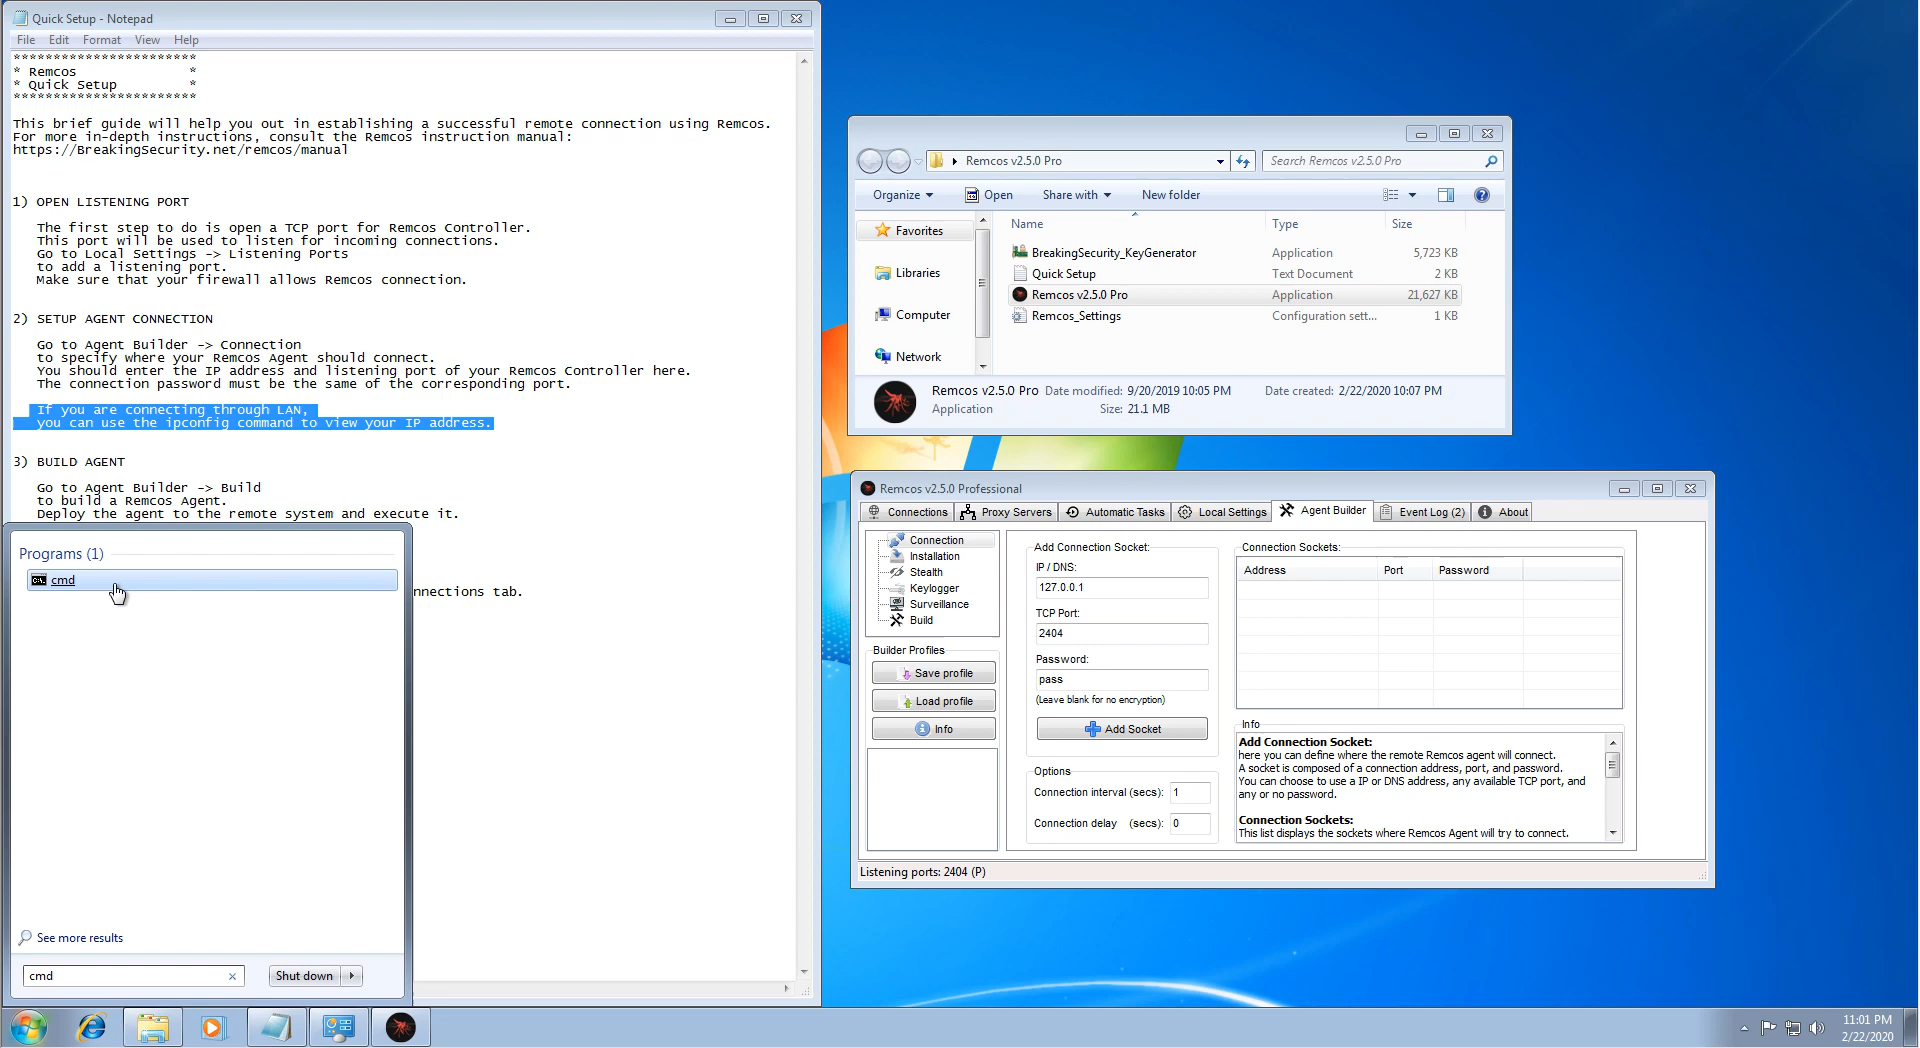 Quick Setup - Notepad
File Edit Format View Help
***********************
* Remcos *
* Quick Setup *
***********************
This brief guide will help you out in establishing a successful remote connection using Remcos.
For more in-depth instructions, consult the Remcos instruction manual:
https://BreakingSecurity.net/remcos/manual
1) OPEN LISTENING PORT
The first step to do is open a TCP port for Remcos Controller.
This port will be used to listen for incoming connections.
Go to Local Settings -> Listening Ports
to add a listening port.
Make sure that your firewall allows Remcos connection.
2) SETUP AGENT CONNECTION
Go to Agent Builder -> Connection
to specify where your Remcos Agent should connect.
You should enter the IP address and listening port of your Remcos Controller here.
The connection password must be the same of the corresponding port.
If you are connecting through LAN,
you can use the ipconfig command to view your IP address.
3) BUILD AGENT
Go to Agent Builder -> Build
to build a Remcos Agent.
Deploy the agent to the remote system and execute it.
nnections tab.
Programs (1)
cmd
See more results
cmd
Shut down
Remcos v2.5.0 Pro
Search Remcos v2.5.0 Pro
Organize Open Share with New folder
Name Type Size
Favorites
Libraries
Computer
Network
BreakingSecurity_KeyGenerator Application 5,723 KB
Quick Setup Text Document 2 KB
Remcos v2.5.0 Pro Application 21,627 KB
Remcos_Settings Configuration sett... 1 KB
Remcos v2.5.0 Pro Date modified: 9/20/2019 10:05 PM Date created: 2/22/2020 10:07 PM
Application Size: 21.1 MB
Remcos v2.5.0 Professional
Connections Proxy Servers Automatic Tasks Local Settings Agent Builder Event Log (2) About
Connection
Installation
Stealth
Keylogger
Surveillance
Build
Builder Profiles
Save profile
Load profile
Info
Add Connection Socket:
IP / DNS:
127.0.0.1
TCP Port:
2404
Password:
pass
(Leave blank for no encryption)
Add Socket
Options
Connection interval (secs): 1
Connection delay (secs): 0
Connection Sockets:
Address Port Password
Info
Add Connection Socket:
here you can define where the remote Remcos agent will connect.
A socket is composed of a connection address, port, and password.
You can choose to use a IP or DNS address, any available TCP port, and
any or no password.
Connection Sockets:
This list displays the sockets where Remcos Agent will try to connect.
Listening ports: 2404 (P)
11:01 PM
2/22/2020